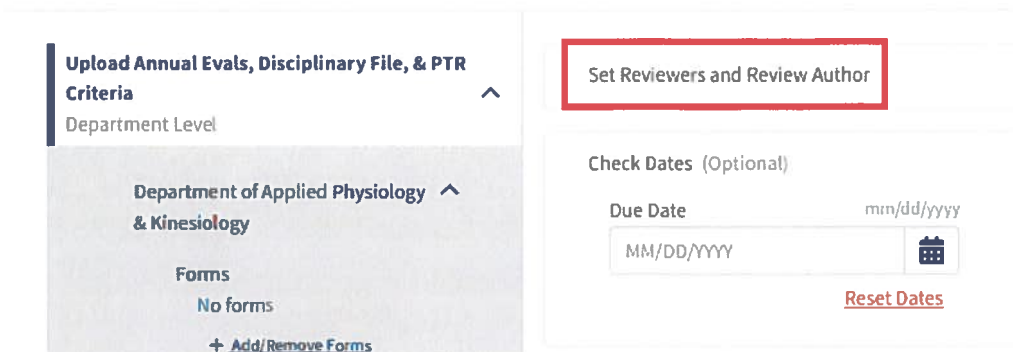 Upload Annual Evals, Disciplinary File, & PTR
Criteria
Department Level
Department of Applied Physiology
& Kinesiology
Forms
No forms
+ Add/Remove Forms
Set Reviewers and Review Author
Check Dates (Optional)
Due Date
mm/dd/yyyy
MM/DD/YYYY
Reset Dates